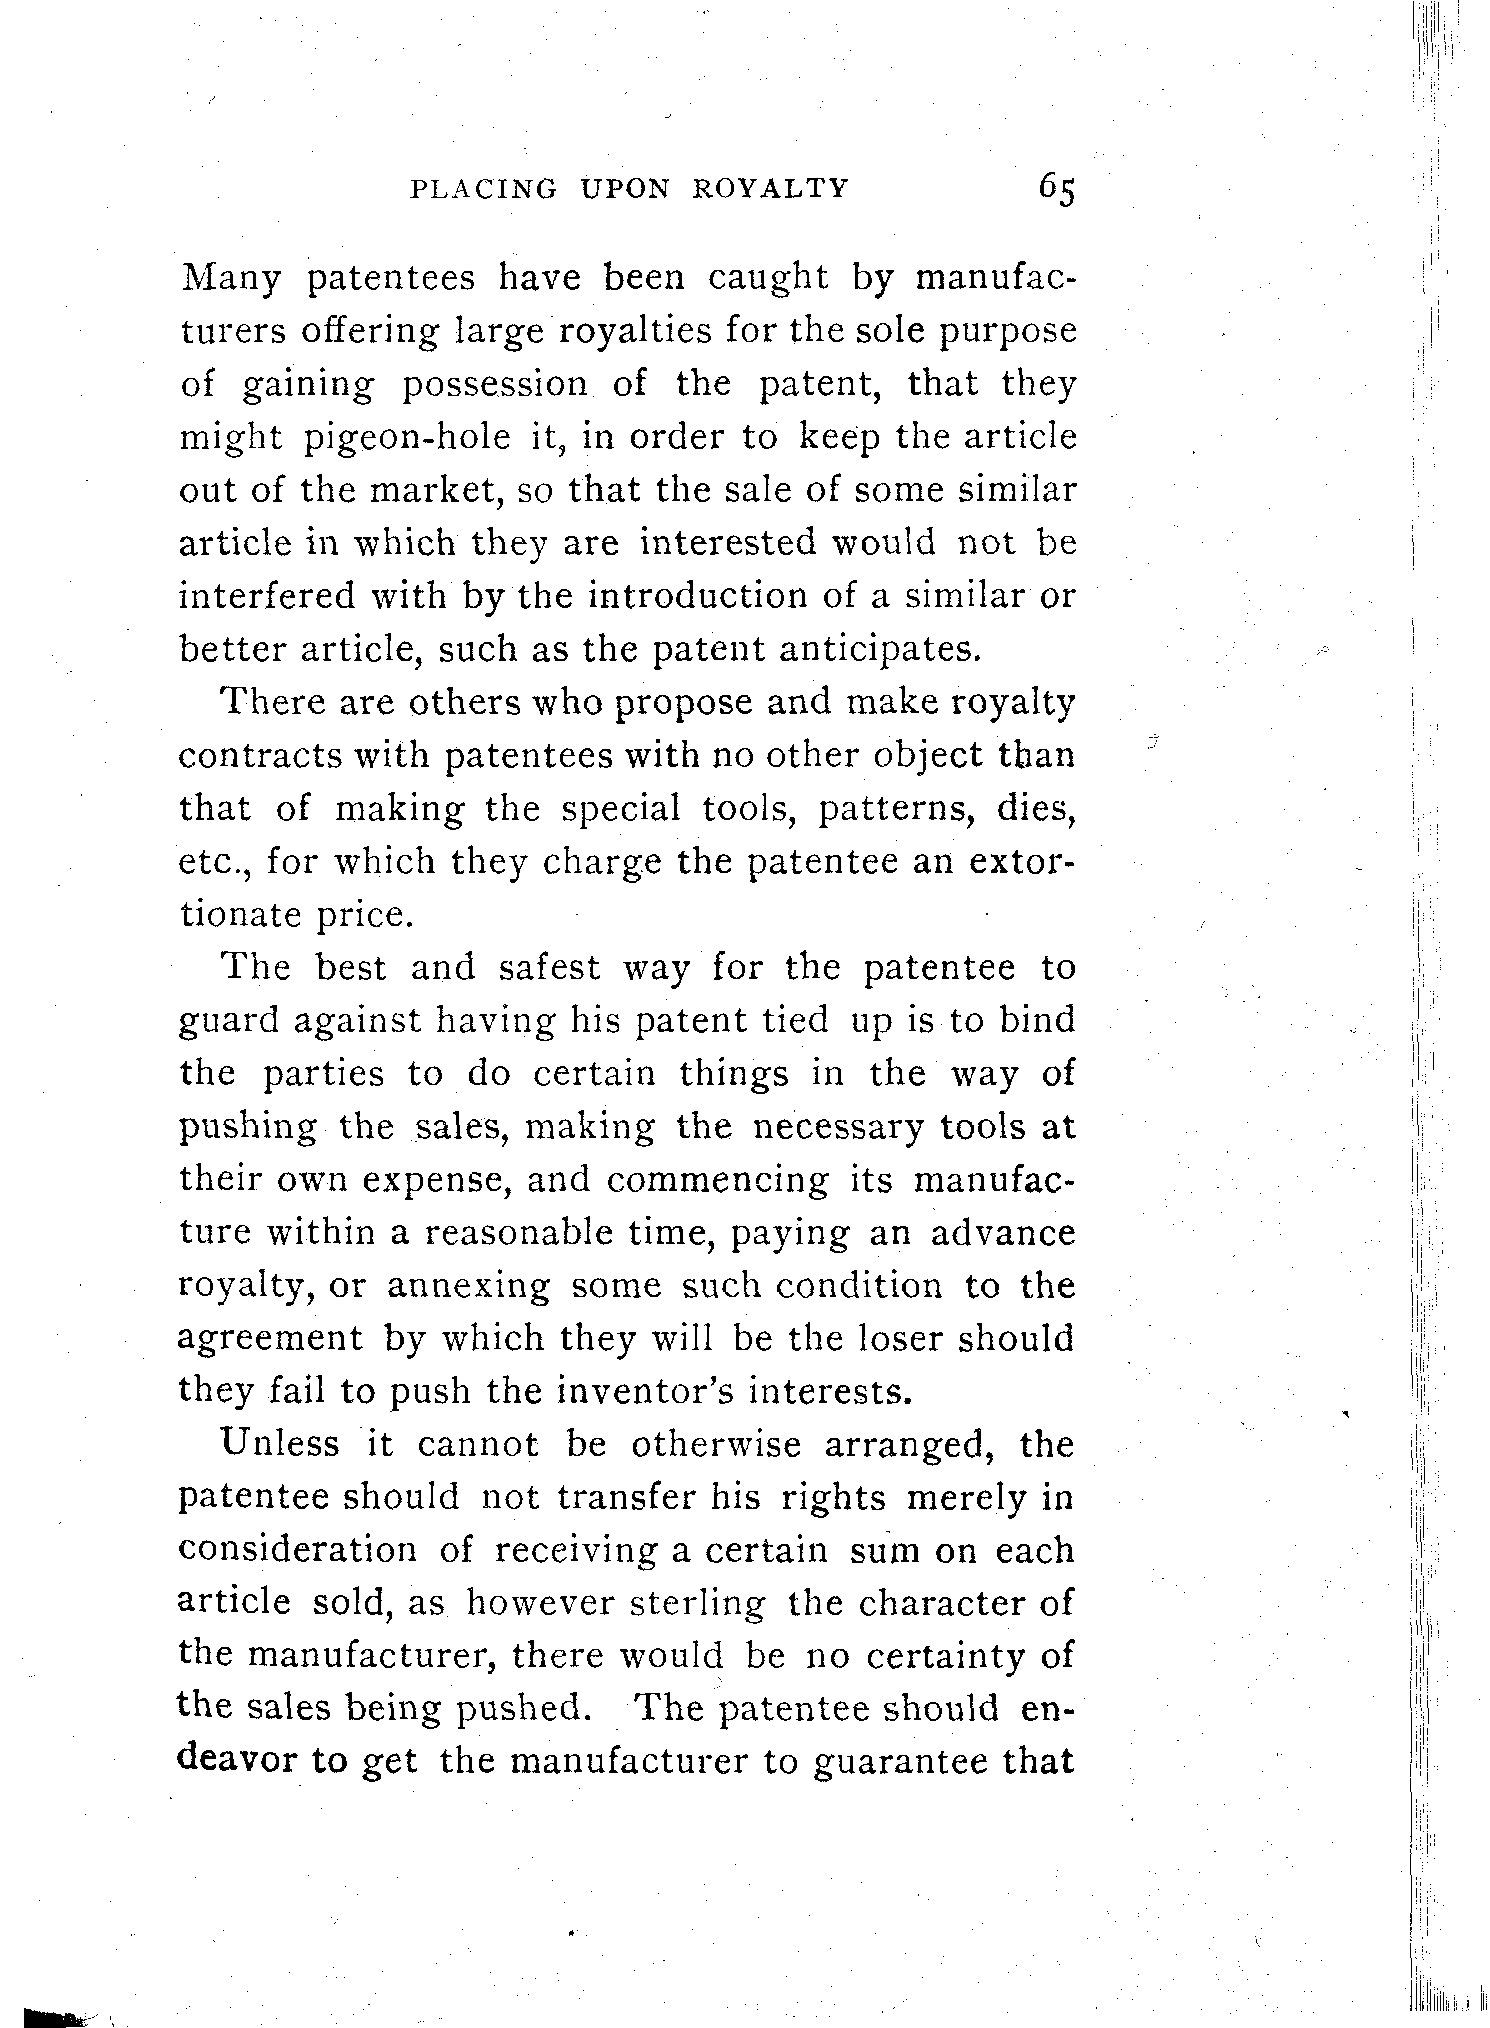 PLACING UPON ROYALTY 65
Many patentees have been caught by manufac-
turers offering large royalties for the sole purpose
of gaining possession of the patent, that they
might pigeon-hole it, in order to keep the article
out of the market, so that the sale of some similar
article in which they are interested would not be
interfered with by the introduction of a similar or
better article, such as the patent anticipates.
There are others who propose and make royalty
contracts with patentees with no other object than
that of making the special tools, patterns, dies,
etc., for which they charge the patentee an extor-
tionate price.
The best and safest way for the patentee to
guard against having his patent tied up is to bind
the parties to do certain things in the way of
pushing the sales, making the necessary tools at
their own expense, and commencing its manufac-
ture within a reasonable time, paying an advance
royalty, or annexing some such condition to the
agreement by which they will be the loser should
they fail to push the inventor's interests.
Unless it cannot be otherwise arranged, the
patentee should not transfer his rights merely in
consideration of receiving a certain sum on each
article sold, as however sterling the character of
the manufacturer, there would be no certainty of
the sales being pushed. The patentee should en-
deavor to get the manufacturer to guarantee that